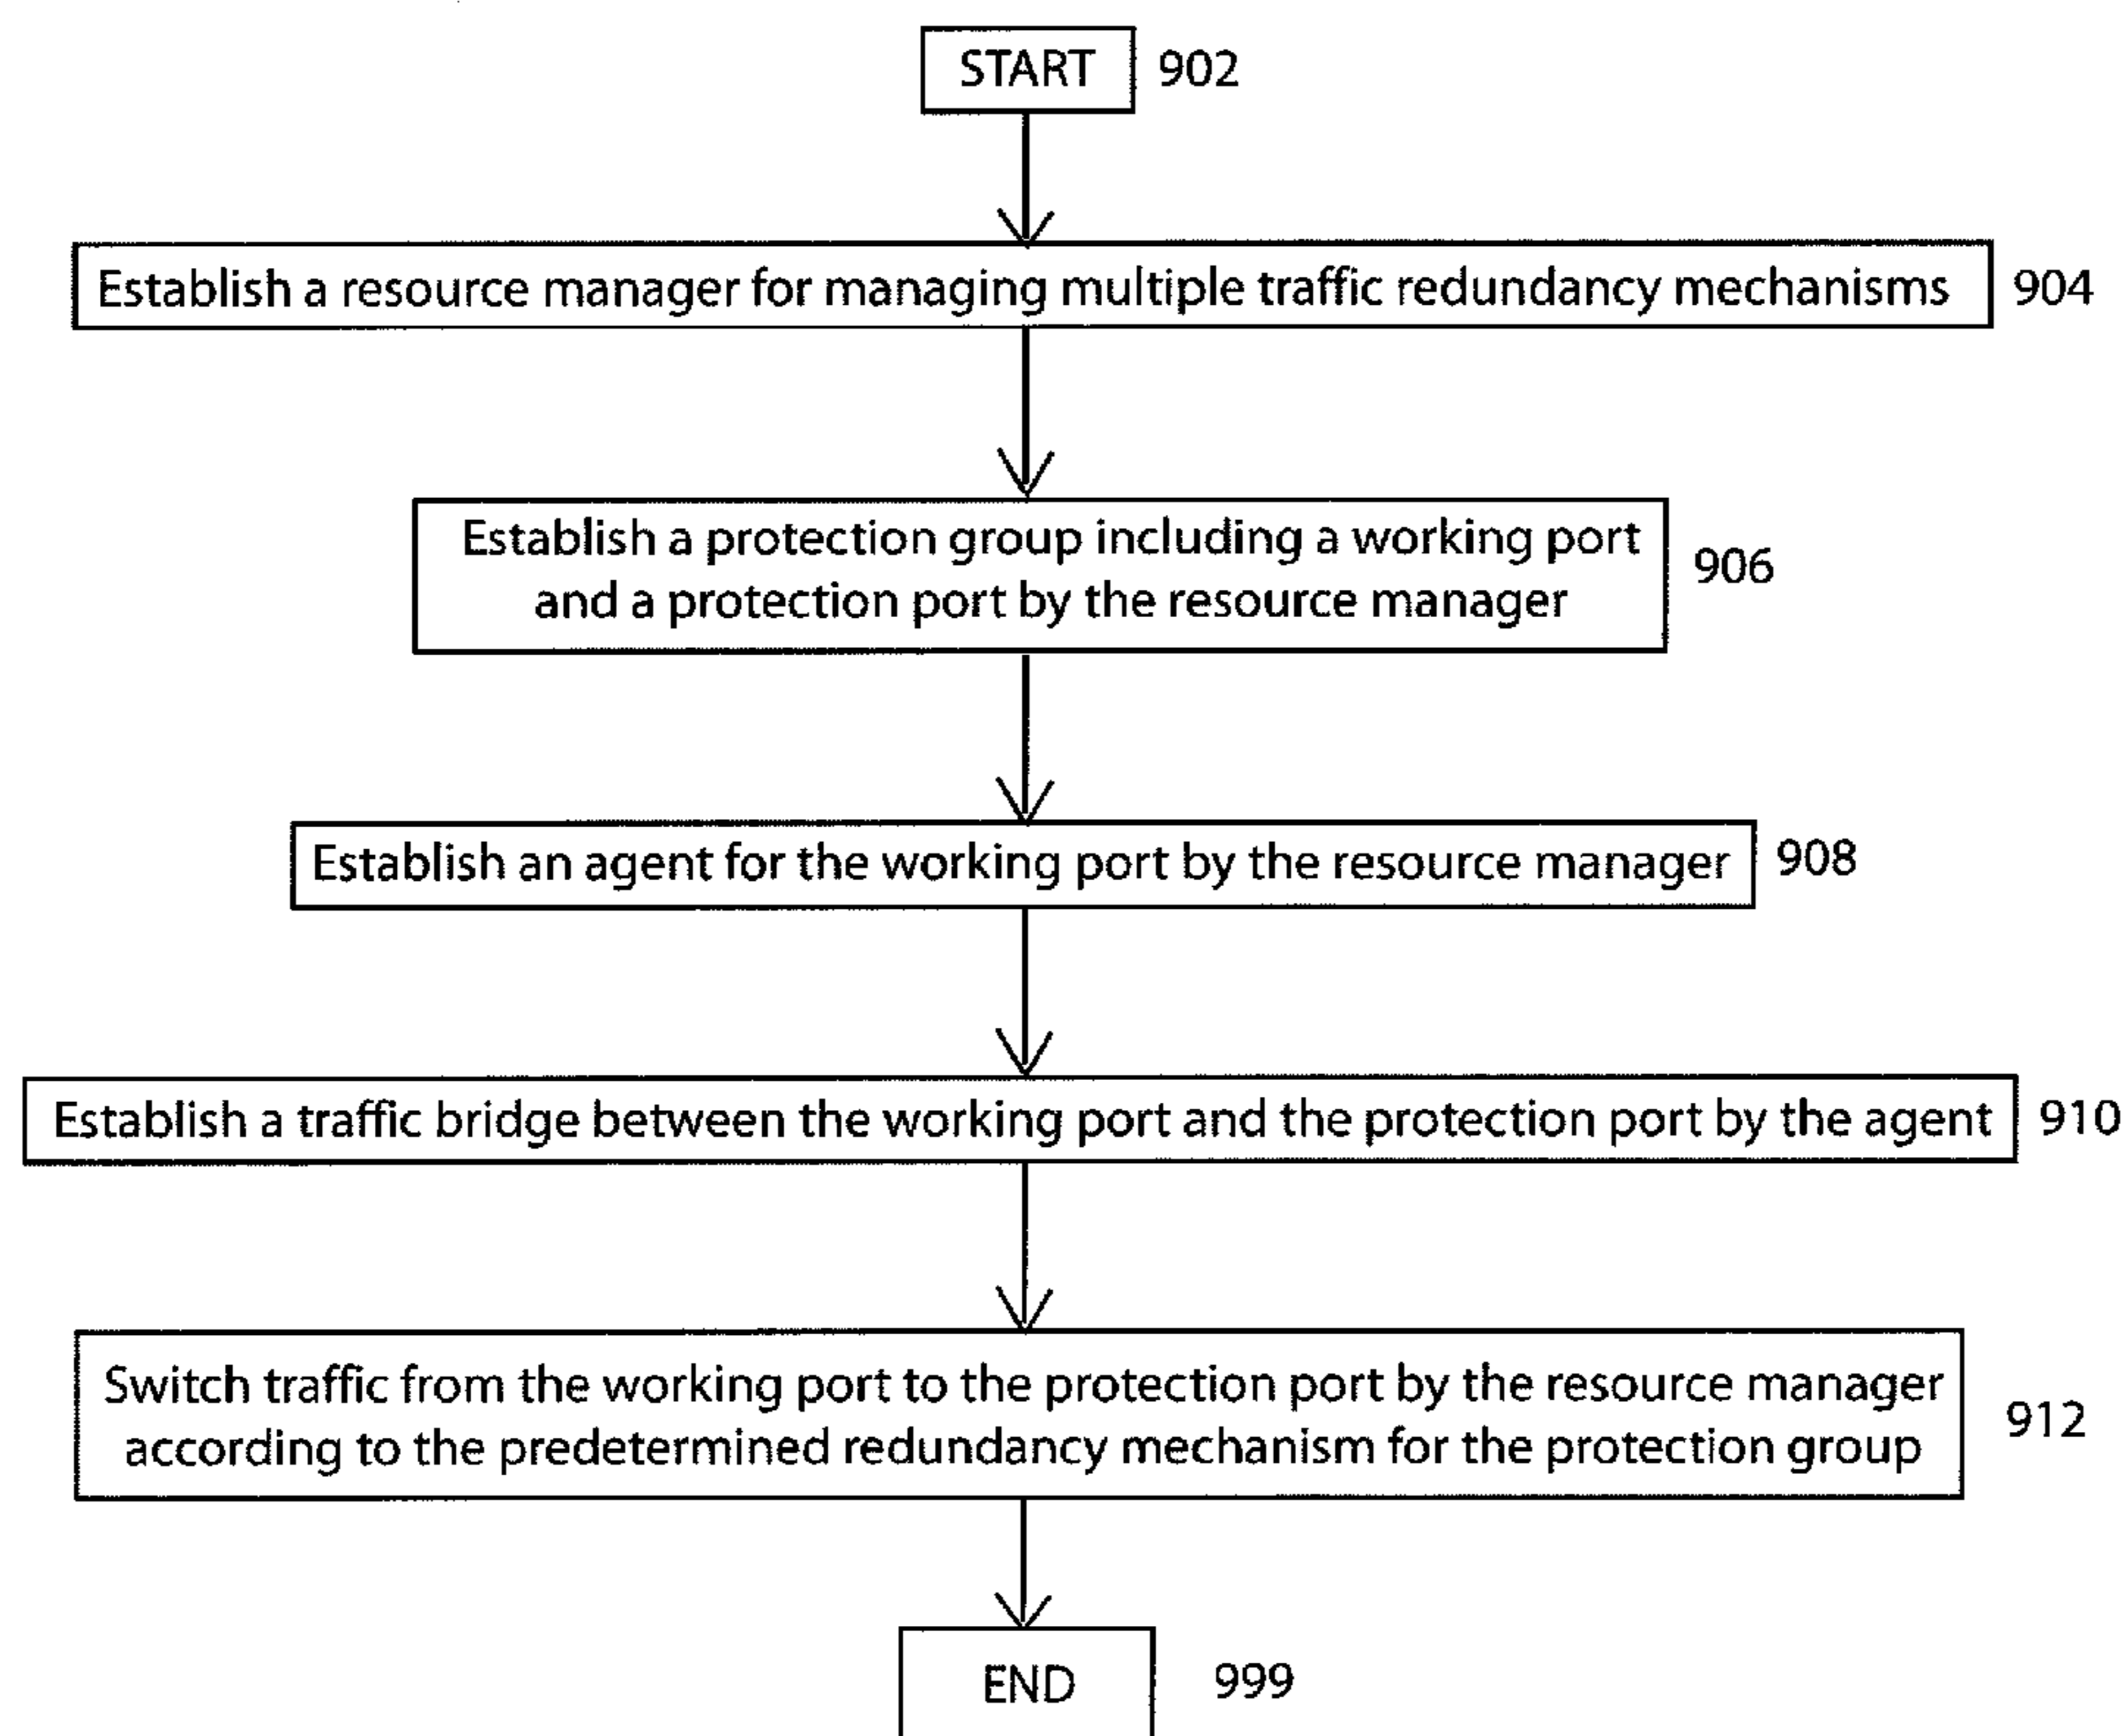 START 902
Establish a resource manager for managing multiple traffic redundancy mechanisms 904
Establish a protection group including a working port
and a protection port by the resource manager
906
Establish an agent for the working port by the resource manager 908
Establish a traffic bridge between the working port and the protection port by the agent 910
Switch traffic from the working port to the protection port by the resource manager
according to the predetermined redundancy mechanism for the protection group
912
END 999